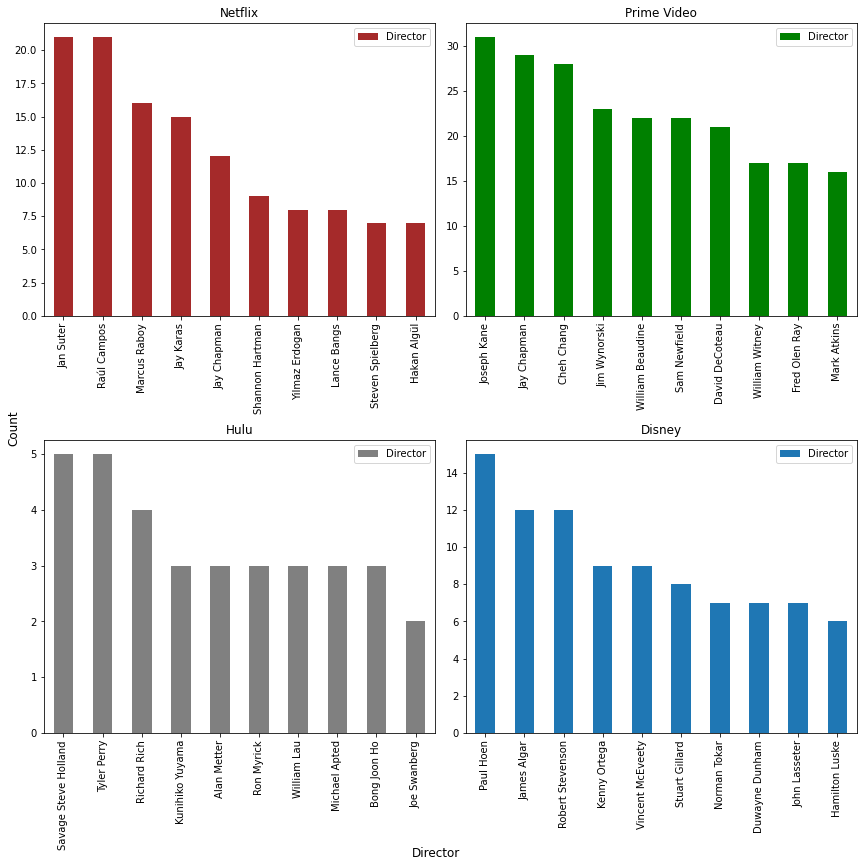 Netflix
Director
20.0
17.5
15.0
12.5
10.0
7.5
5.0
2.5
0.0
Jan Suter
Raúl Campos
Marcus Raboy
Jay Karas
Jay Chapman
Shannon Hartman
Yilmaz Erdogan
Lance Bangs
Steven Spielberg
Hakan Algül
Prime Video
Director
30
25
20
15
10
5
0
Joseph Kane
Jay Chapman
Cheh Chang
Jim Wynorski
William Beaudine
Sam Newfield
David DeCoteau
William Witney
Fred Olen Ray
Mark Atkins
Count
Hulu
Director
5
4
3
2
1
0
Savage Steve Holland
Tyler Perry
Richard Rich
Kunihiko Yuyama
Alan Metter
Ron Myrick
William Lau
Michael Apted
Bong Joon Ho
Joe Swanberg
Disney
Director
14
12
10
8
6
4
2
0
Paul Hoen
James Algar
Robert Stevenson
Kenny Ortega
Vincent McEveety
Stuart Gillard
Norman Tokar
Duwayne Dunham
John Lasseter
Hamilton Luske
Director